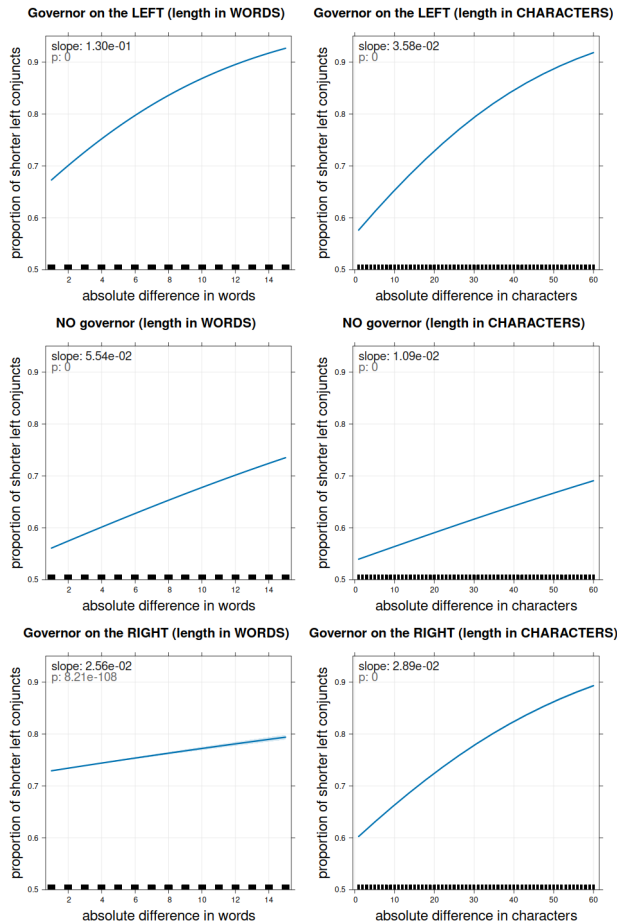 Governor on the LEFT (length in WORDS)
slope: 1.30e-01
p: 0
proportion of shorter left conjuncts
0.9
0.8
0.7
0.6
0.5
2 4 6 8 10 12 14
absolute difference in words
Governor on the LEFT (length in CHARACTERS)
slope: 3.58e-02
p: 0
proportion of shorter left conjuncts
0.9
0.8
0.7
0.6
0.5
0 10 20 30 40 50 60
absolute difference in characters
NO governor (length in WORDS)
slope: 5.54e-02
p: 0
proportion of shorter left conjuncts
0.9
0.8
0.7
0.6
0.5
2 4 6 8 10 12 14
absolute difference in words
NO governor (length in CHARACTERS)
slope: 1.09e-02
p: 0
proportion of shorter left conjuncts
0.9
0.8
0.7
0.6
0.5
0 10 20 30 40 50 60
absolute difference in characters
Governor on the RIGHT (length in WORDS)
slope: 2.56e-02
p: 8.21e-108
proportion of shorter left conjuncts
0.9
0.8
0.7
0.6
0.5
2 4 6 8 10 12 14
absolute difference in words
Governor on the RIGHT (length in CHARACTERS)
slope: 2.89e-02
p: 0
proportion of shorter left conjuncts
0.9
0.8
0.7
0.6
0.5
0 10 20 30 40 50 60
absolute difference in characters